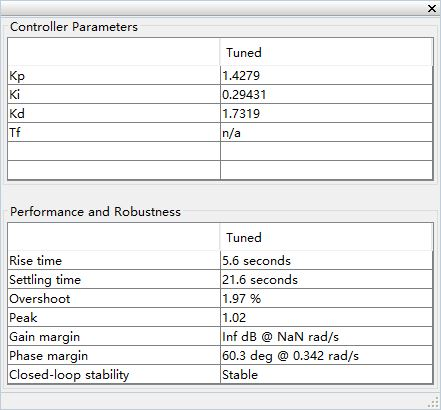 Controller Parameters
Tuned
Kp 1.4279
Ki 0.29431
Kd 1.7319
Tf n/a
Performance and Robustness
Tuned
Rise time 5.6 seconds
Settling time 21.6 seconds
Overshoot 1.97 %
Peak 1.02
Gain margin Inf dB @ NaN rad/s
Phase margin 60.3 deg @ 0.342 rad/s
Closed-loop stability Stable